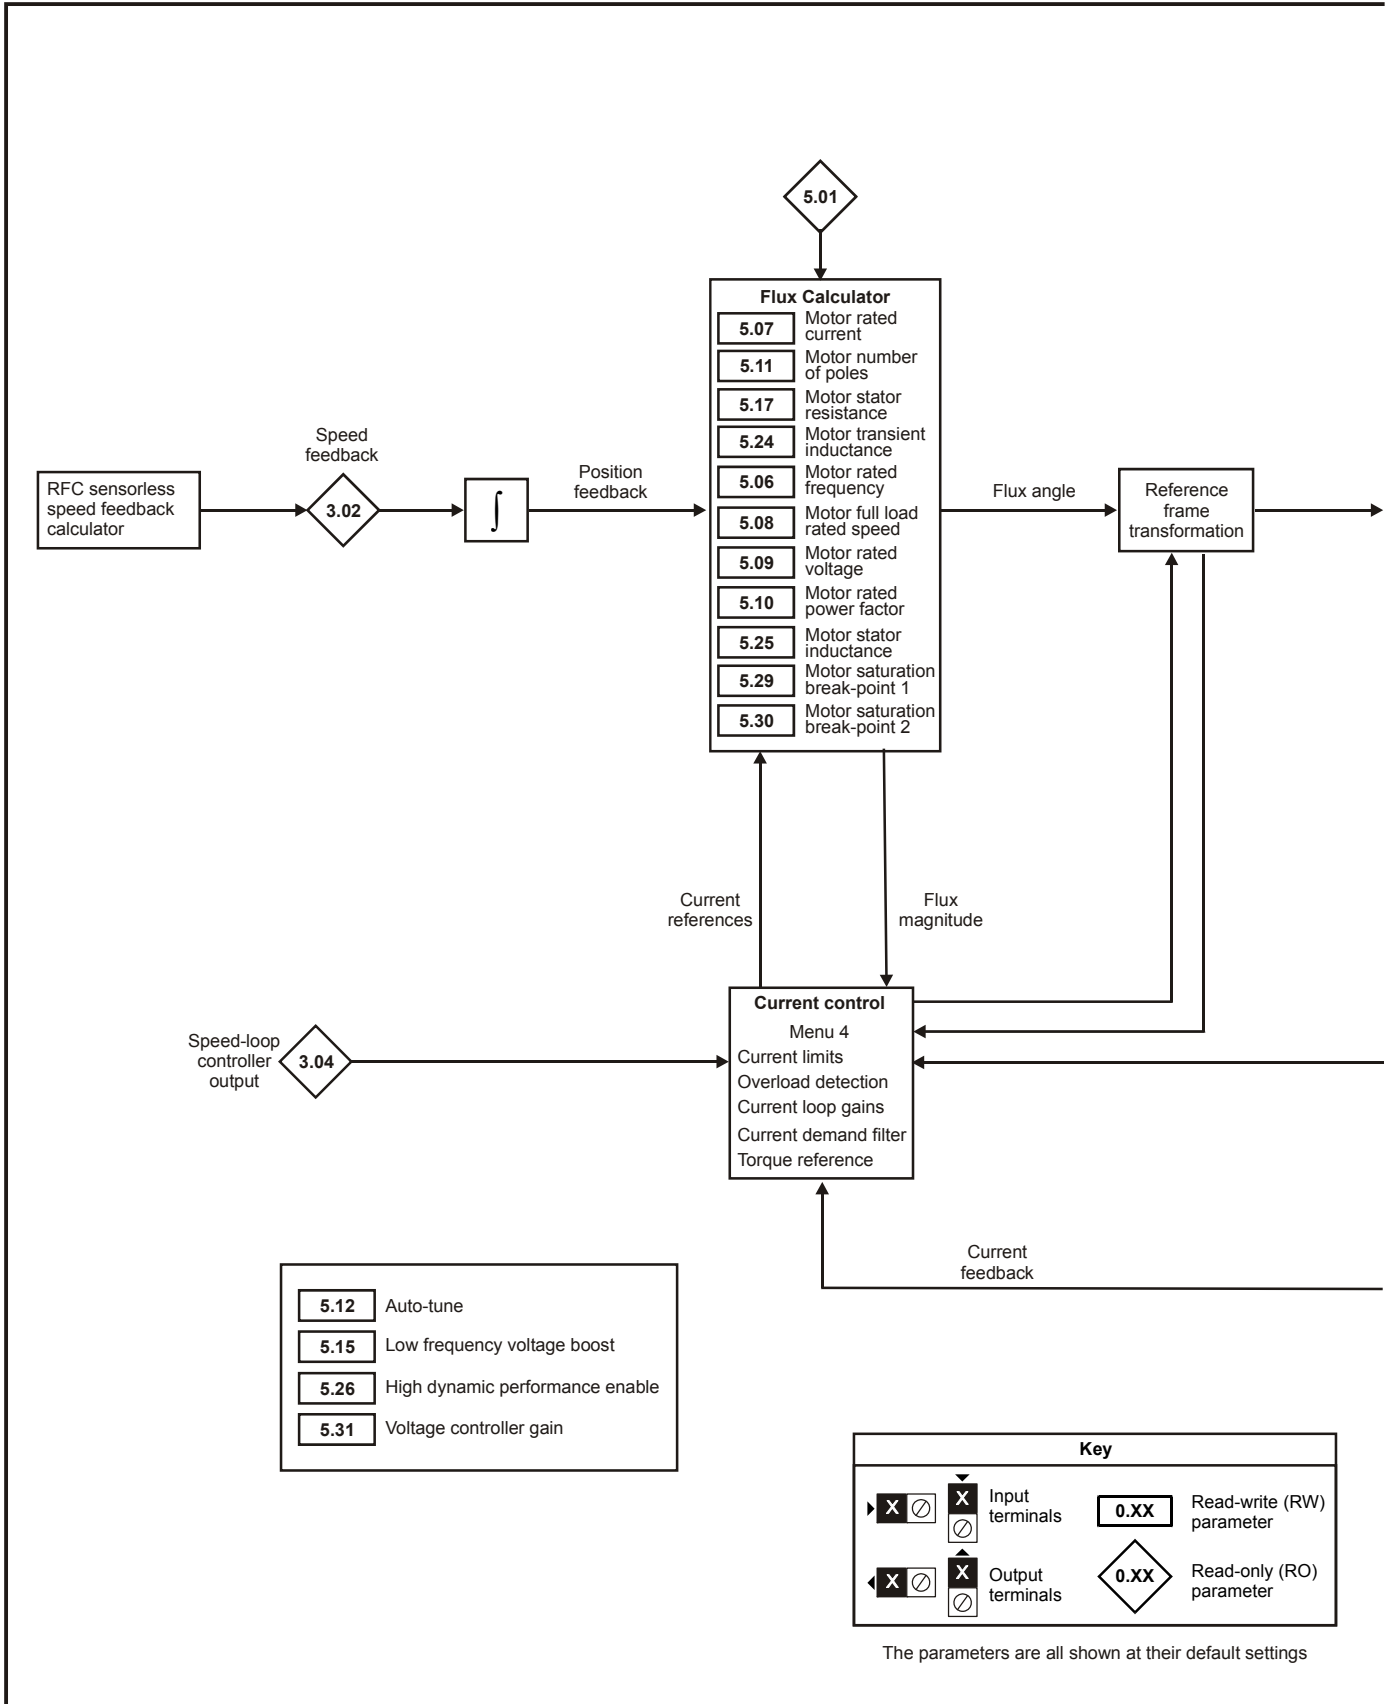 5.01
Flux Calculator
5.07
Motor rated
current
5.11
Motor number
of poles
5.17
Motor stator
resistance
5.24
Motor transient
inductance
5.06
Motor rated
frequency
5.08
Motor full load
rated speed
5.09
Motor rated
voltage
5.10
Motor rated
power factor
5.25
Motor stator
inductance
5.29
Motor saturation
break-point 1
5.30
Motor saturation
break-point 2
RFC sensorless
speed feedback
calculator
Speed
feedback
3.02
∫
Position
feedback
Flux angle
Reference
frame
transformation
Current
references
Flux
magnitude
Speed-loop
controller
output
3.04
Current control
Menu 4
Current limits
Overload detection
Current loop gains
Current demand filter
Torque reference
Current
feedback
5.12
Auto-tune
5.15
Low frequency voltage boost
5.26
High dynamic performance enable
5.31
Voltage controller gain
Key
X
X
Input
terminals
0.XX
Read-write (RW)
parameter
X
X
Output
terminals
0.XX
Read-only (RO)
parameter
The parameters are all shown at their default settings